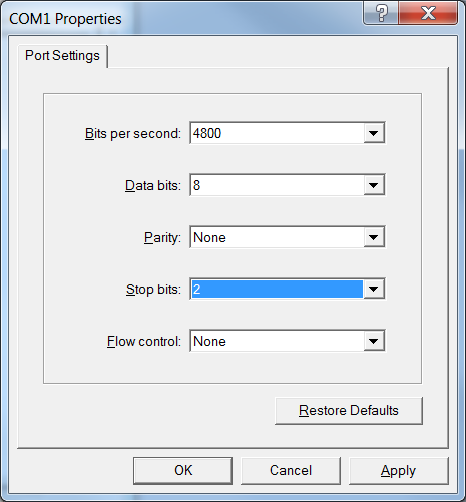 COM1 Properties
?
Port Settings
Bits per second: 4800
Data bits: 8
Parity: None
Stop bits: 2
Flow control: None
Restore Defaults
OK Cancel Apply